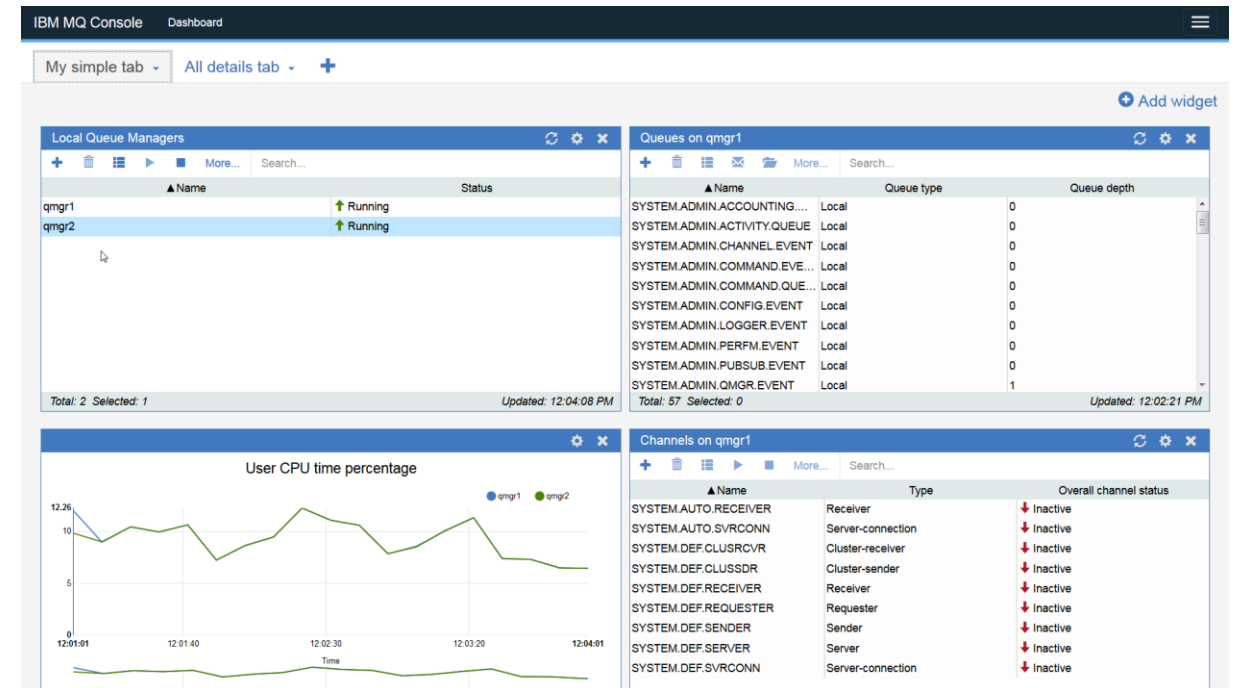 IBM MQ Console Dashboard
My simple tab All details tab
Add widget
Local Queue Managers
More... Search...
▲Name Status
qmgr1 Running
qmgr2 Running
Total: 2 Selected: 1 Updated: 12:04:08 PM
Queues on qmgr1
More... Search...
▲Name Queue type Queue depth
SYSTEM.ADMIN.ACCOUNTING.... Local 0
SYSTEM.ADMIN.ACTIVITY.QUEUE Local 0
SYSTEM.ADMIN.CHANNEL.EVENT Local 0
SYSTEM.ADMIN.COMMAND.EVE... Local 0
SYSTEM.ADMIN.COMMAND.QUE... Local 0
SYSTEM.ADMIN.CONFIG.EVENT Local 0
SYSTEM.ADMIN.LOGGER.EVENT Local 0
SYSTEM.ADMIN.PERFM.EVENT Local 0
SYSTEM.ADMIN.PUBSUB.EVENT Local 0
SYSTEM.ADMIN.QMGR.EVENT Local 1
Total: 57 Selected: 0 Updated: 12:02:21 PM
User CPU time percentage
qmgr1 qmgr2
12.26
10
5
0
12:01:01 12:01:40 12:02:30 12:03:20 12:04:01
Time
Channels on qmgr1
More... Search...
▲Name Type Overall channel status
SYSTEM.AUTO.RECEIVER Receiver Inactive
SYSTEM.AUTO.SVRCONN Server-connection Inactive
SYSTEM.DEF.CLUSRCVR Cluster-receiver Inactive
SYSTEM.DEF.CLUSSDR Cluster-sender Inactive
SYSTEM.DEF.RECEIVER Receiver Inactive
SYSTEM.DEF.REQUESTER Requester Inactive
SYSTEM.DEF.SENDER Sender Inactive
SYSTEM.DEF.SERVER Server Inactive
SYSTEM.DEF.SVRCONN Server-connection Inactive